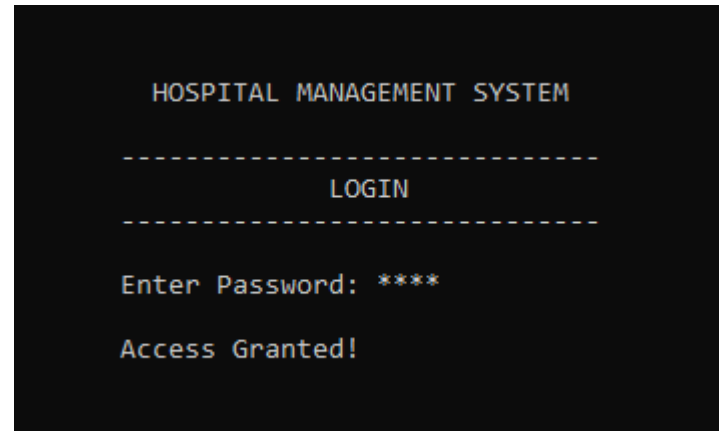 HOSPITAL MANAGEMENT SYSTEM
------------------------------
LOGIN
------------------------------
Enter Password: ****
Access Granted!